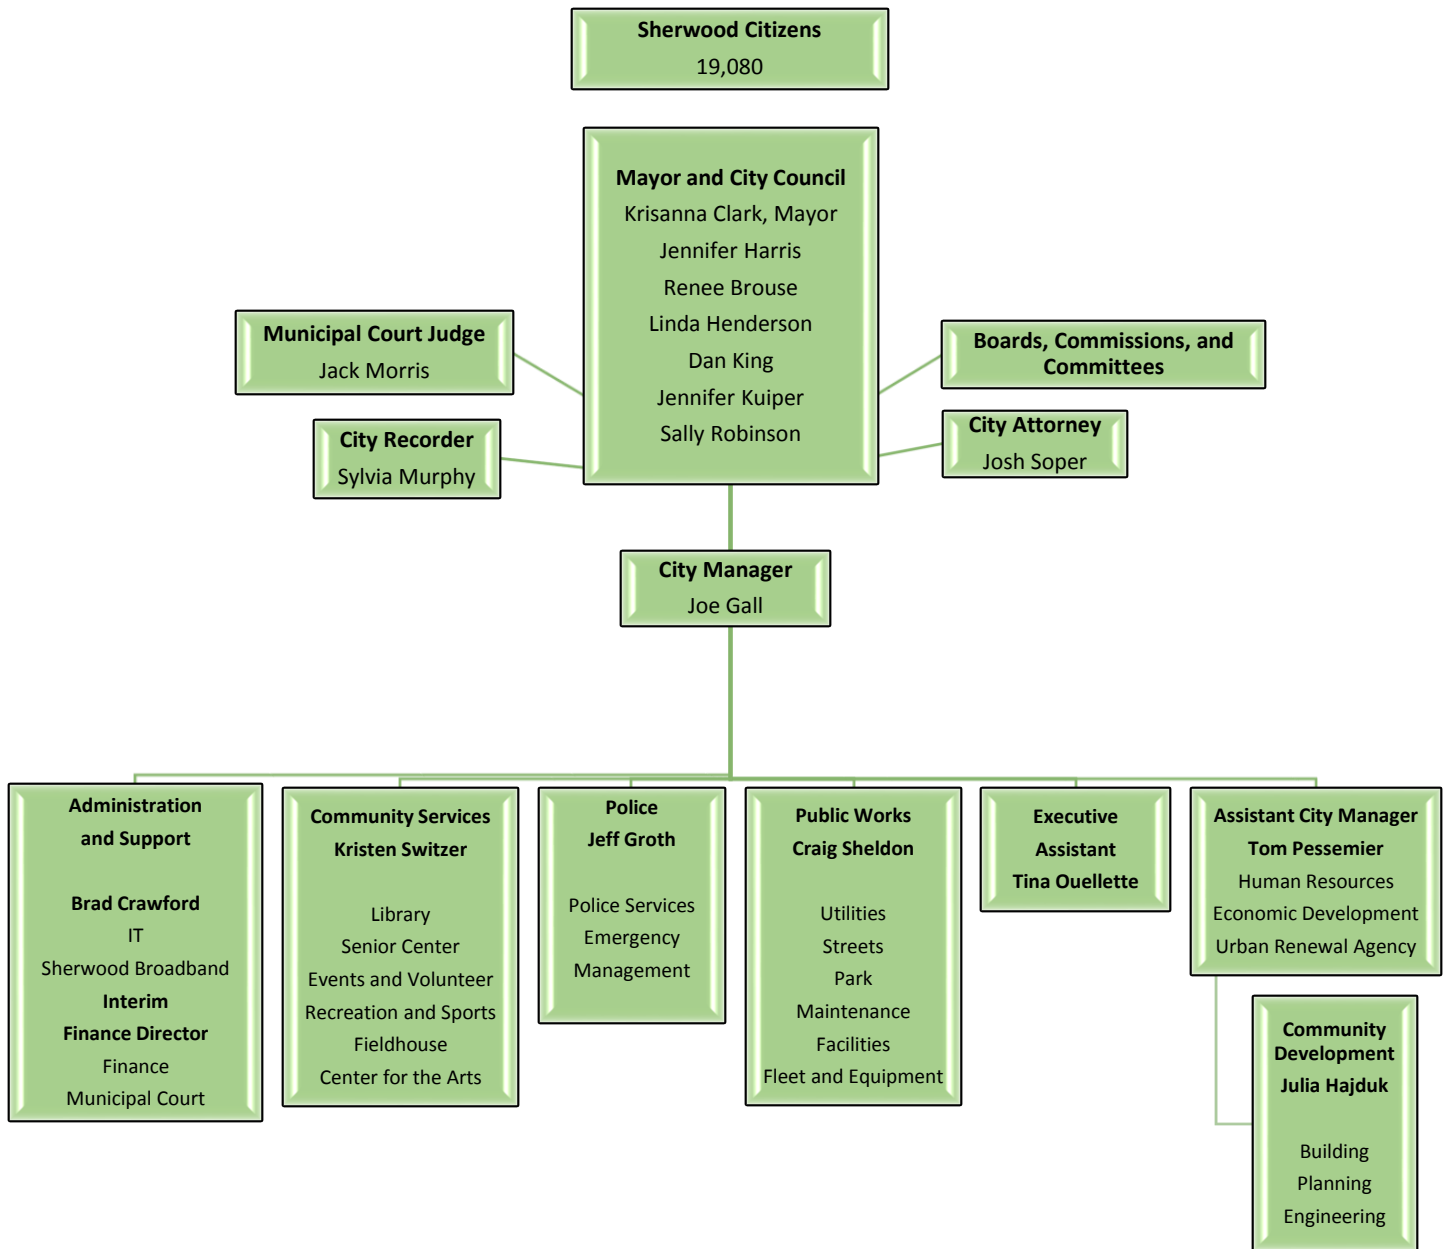 Sherwood Citizens
19,080
Mayor and City Council
Krisanna Clark, Mayor
Jennifer Harris
Renee Brouse
Linda Henderson
Dan King
Jennifer Kuiper
Sally Robinson
Municipal Court Judge
Jack Morris
Boards, Commissions, and
Committees
City Recorder
Sylvia Murphy
City Attorney
Josh Soper
City Manager
Joe Gall
Administration
and Support
Brad Crawford
IT
Sherwood Broadband
Interim
Finance Director
Finance
Municipal Court
Community Services
Kristen Switzer
Library
Senior Center
Events and Volunteer
Recreation and Sports
Fieldhouse
Center for the Arts
Police
Jeff Groth
Police Services
Emergency
Management
Public Works
Craig Sheldon
Utilities
Streets
Park
Maintenance
Facilities
Fleet and Equipment
Executive
Assistant
Tina Ouellette
Assistant City Manager
Tom Pessemier
Human Resources
Economic Development
Urban Renewal Agency
Community
Development
Julia Hajduk
Building
Planning
Engineering